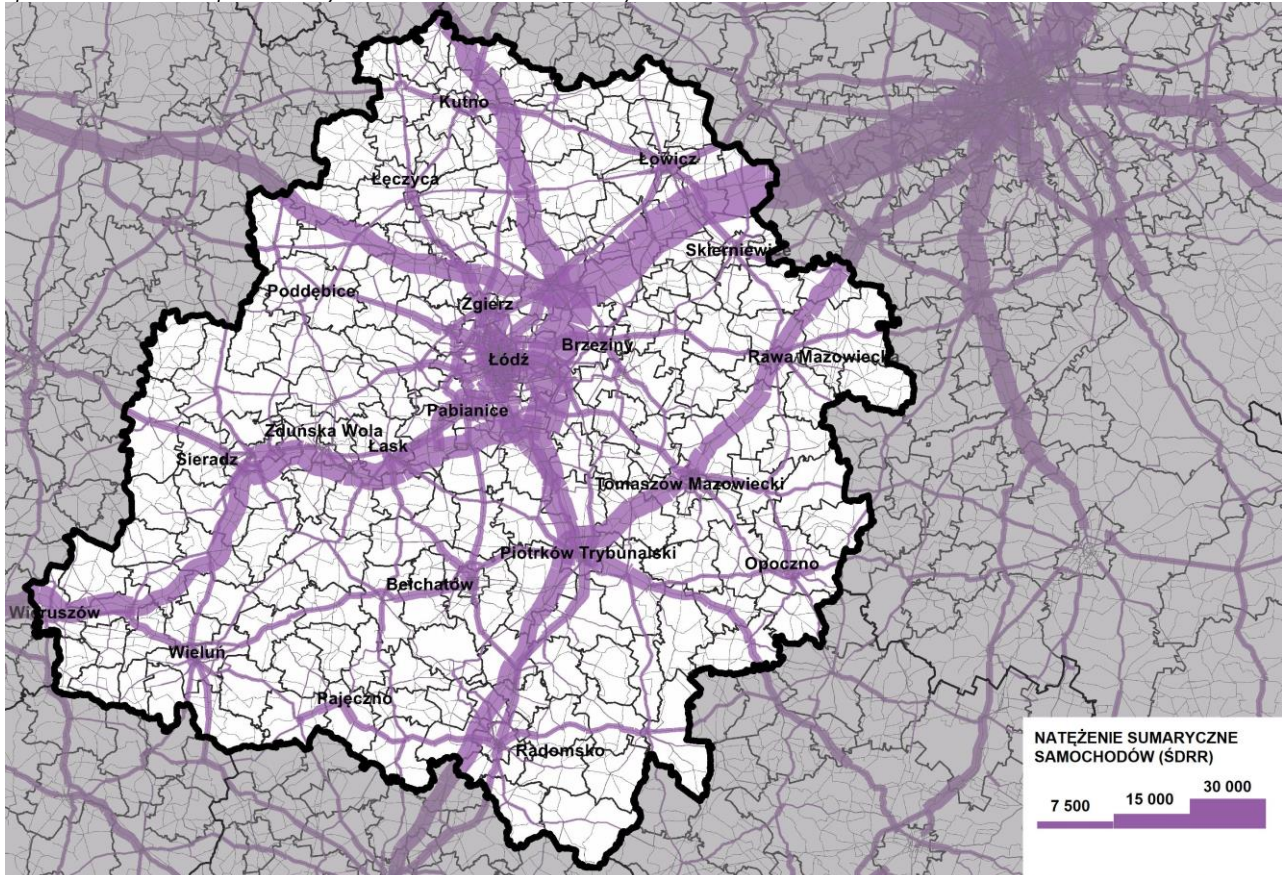 Kutno
Łowicz
Łęczyca
Skierniewice
Poddębice
Zgierz
Brzeziny
Łódź
Rawa Mazowiecka
Pabianice
Zduńska Wola
Łask
Sieradz
Tomaszów Mazowiecki
Piotrków Trybunalski
Opoczno
Bełchatów
Wieruszów
Wieluń
Pajęczno
Radomsko
NATĘŻENIE SUMARYCZNE
SAMOCHODÓW (ŚDRR)
7 500 15 000 30 000